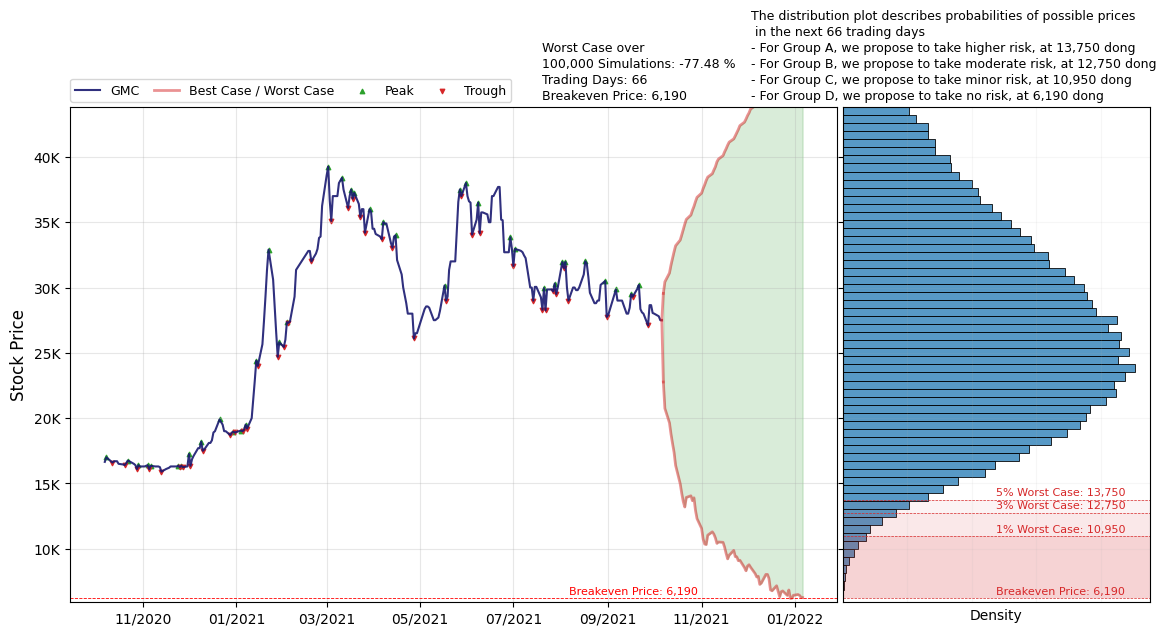 The distribution plot describes probabilities of possible prices
in the next 66 trading days
- For Group A, we propose to take higher risk, at 13,750 dong
- For Group B, we propose to take moderate risk, at 12,750 dong
- For Group C, we propose to take minor risk, at 10,950 dong
- For Group D, we propose to take no risk, at 6,190 dong
Worst Case over
100,000 Simulations: -77.48 %
Trading Days: 66
Breakeven Price: 6,190
GMC
Best Case / Worst Case
Peak
Trough
Stock Price
40K
35K
30K
25K
20K
15K
10K
Breakeven Price: 6,190
11/2020
01/2021
03/2021
05/2021
07/2021
09/2021
11/2021
01/2022
5% Worst Case: 13,750
3% Worst Case: 12,750
1% Worst Case: 10,950
Breakeven Price: 6,190
Density